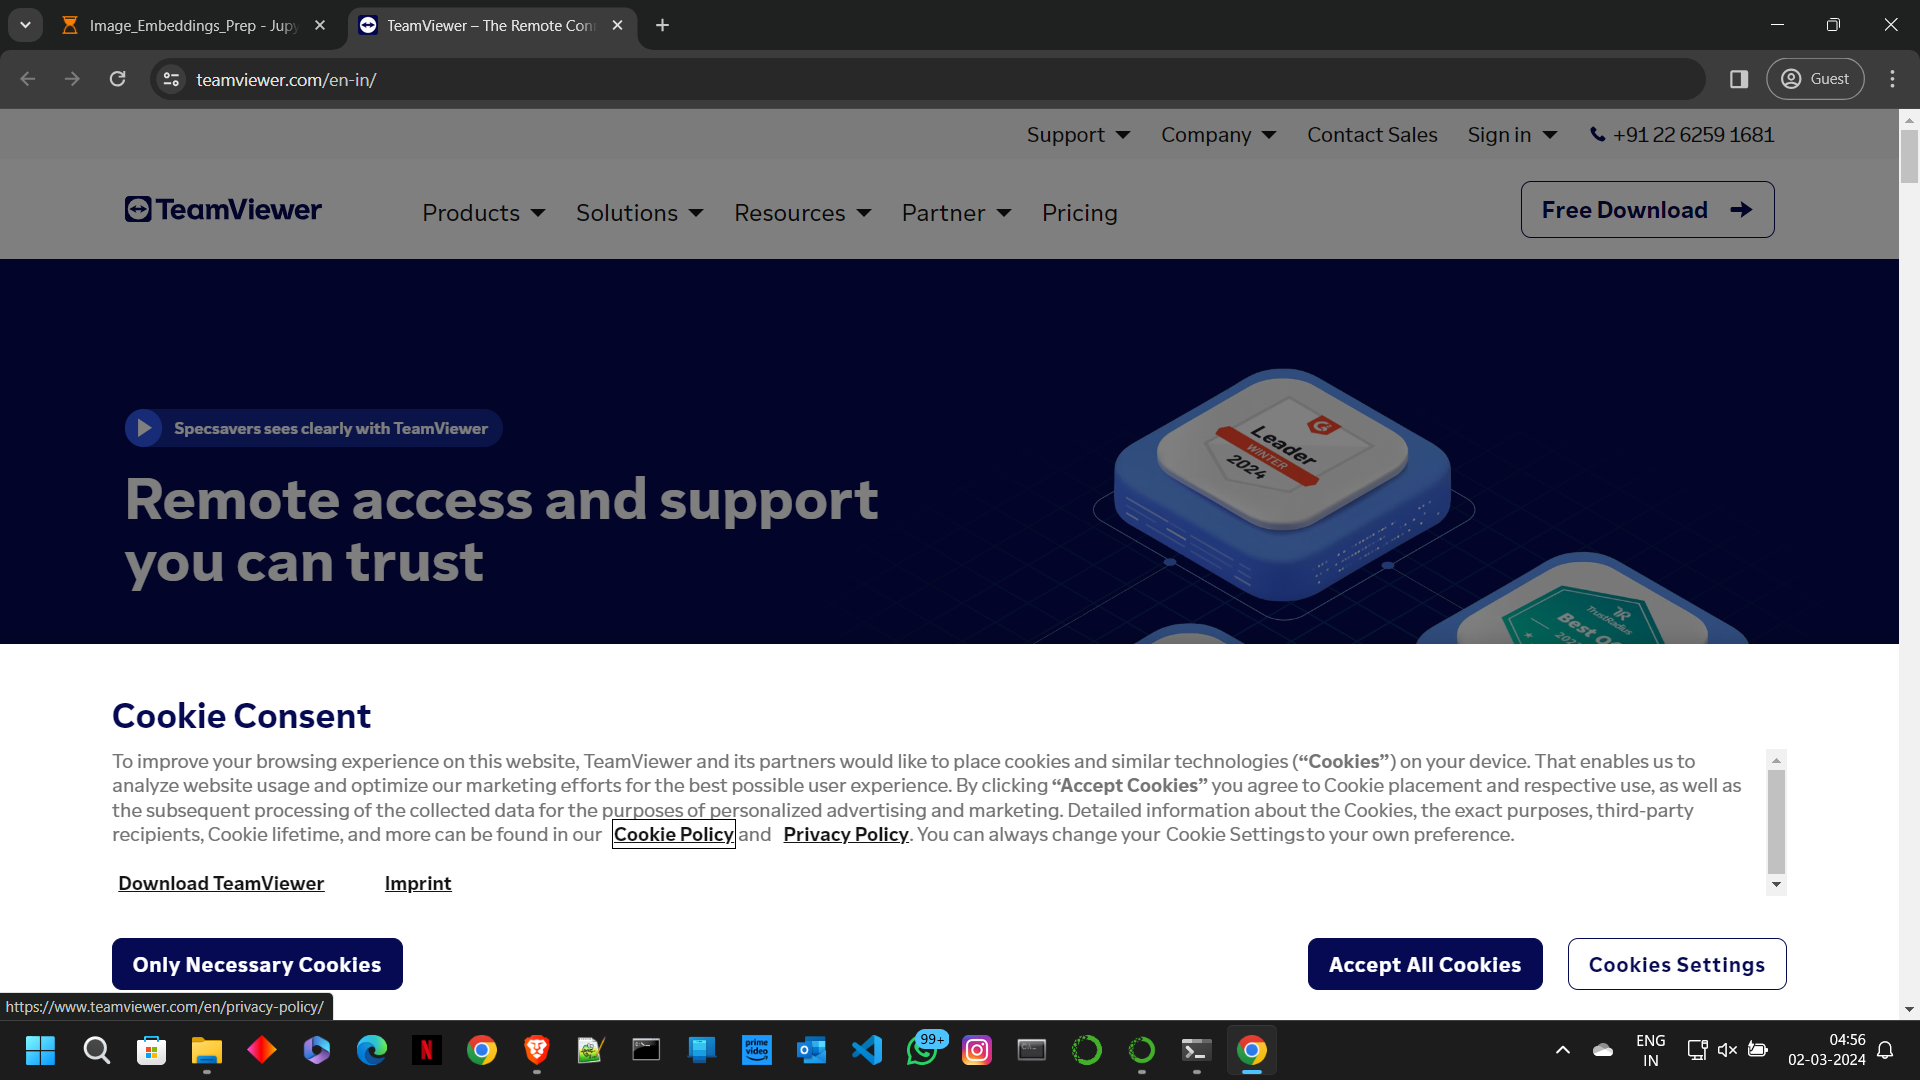 Image_Embeddings_Prep - Jupy
TeamViewer – The Remote Con
teamviewer.com/en-in/
Guest
Support
Company
Contact Sales
Sign in
+91 22 6259 1681
TeamViewer
Products
Solutions
Resources
Partner
Pricing
Free Download
Specsavers sees clearly with TeamViewer
Remote access and support
you can trust
Leader
WINTER
2024
TrustRadius
Best Of
Cookie Consent
To improve your browsing experience on this website, TeamViewer and its partners would like to place cookies and similar technologies (“Cookies”) on your device. That enables us to
analyze website usage and optimize our marketing efforts for the best possible user experience. By clicking “Accept Cookies” you agree to Cookie placement and respective use, as well as
the subsequent processing of the collected data for the purposes of personalized advertising and marketing. Detailed information about the Cookies, the exact purposes, third-party
recipients, Cookie lifetime, and more can be found in our Cookie Policy and Privacy Policy. You can always change your Cookie Settings to your own preference.
Download TeamViewer
Imprint
Only Necessary Cookies
Accept All Cookies
Cookies Settings
https://www.teamviewer.com/en/privacy-policy/
prime
video
99+
ENG
IN
04:56
02-03-2024